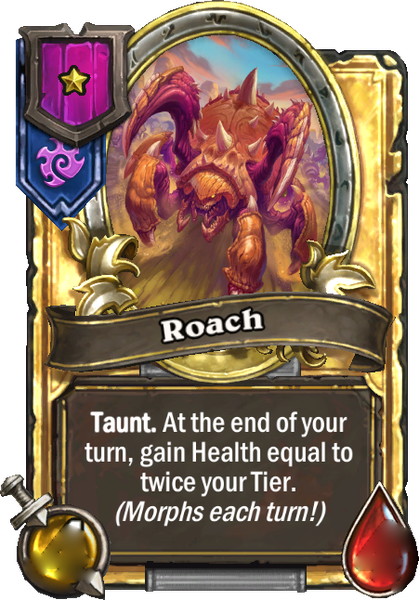 Roach
Taunt. At the end of your
turn, gain Health equal to
twice your Tier.
(Morphs each turn!)